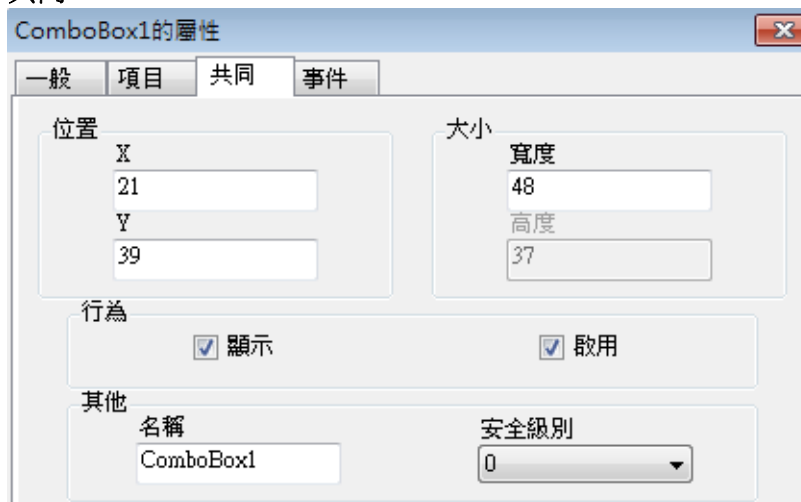 ComboBox1的屬性
一般 項目 共同 事件
位置 大小
X 寬度
21 48
Y 高度
39 37
行為
顯示 啟用
其他
名稱 安全級別
ComboBox1 0